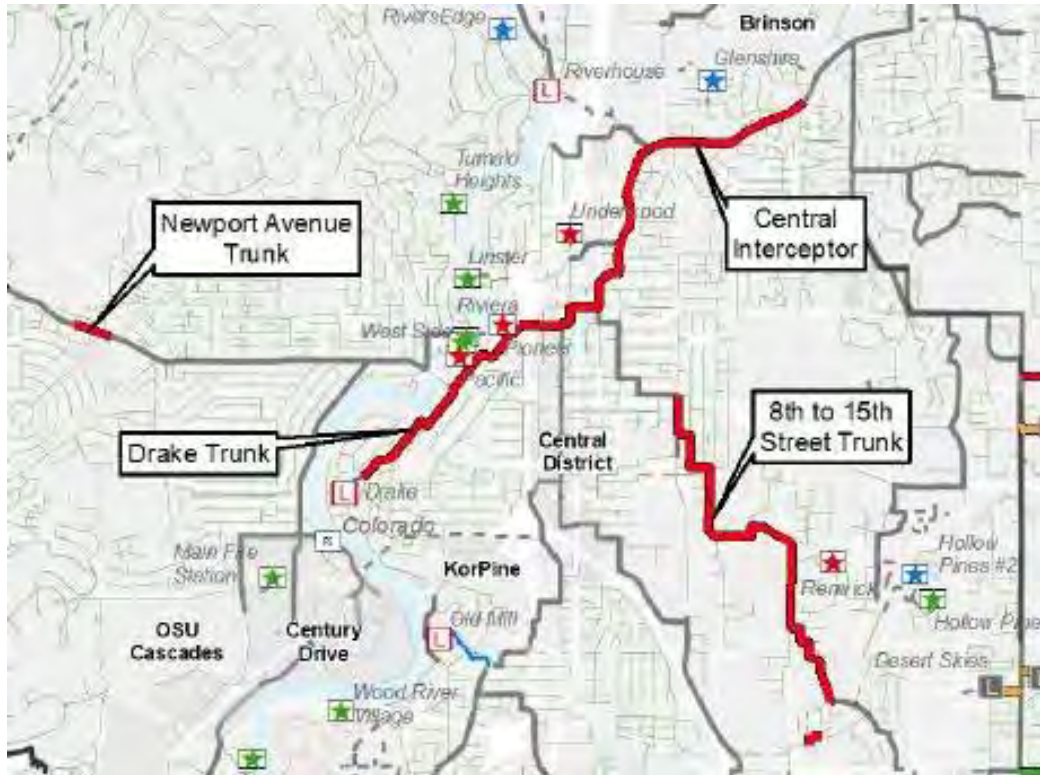 RiversEdge
Brinson
Riverhouse
Glenshire
Tumalo
Heights
Newport Avenue
Trunk
Underwood
Central
Interceptor
Linster
Riviera
West Side
Pioneer
Pacific
8th to 15th
Street Trunk
Drake Trunk
Central
District
L
Drake
Colorado
Main Fire
Station
KorPine
Hollow
Pines #2
Renwick
Old Mill
L
Hollow Pine
OSU
Cascades
Century
Drive
Desert Skies
L
Wood River
Village